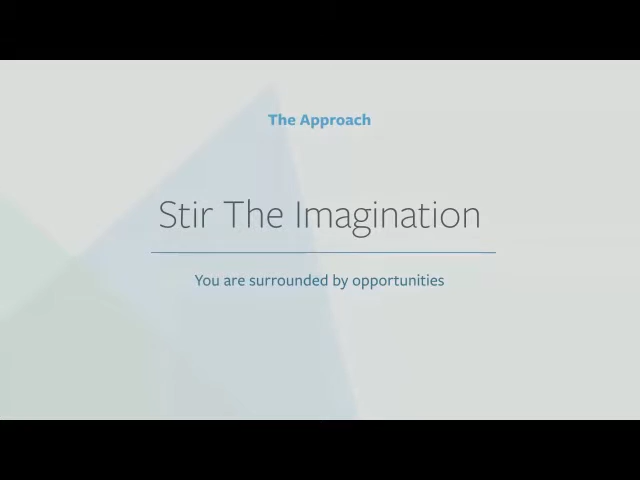 The Approach
Stir The Imagination
You are surrounded by opportunities